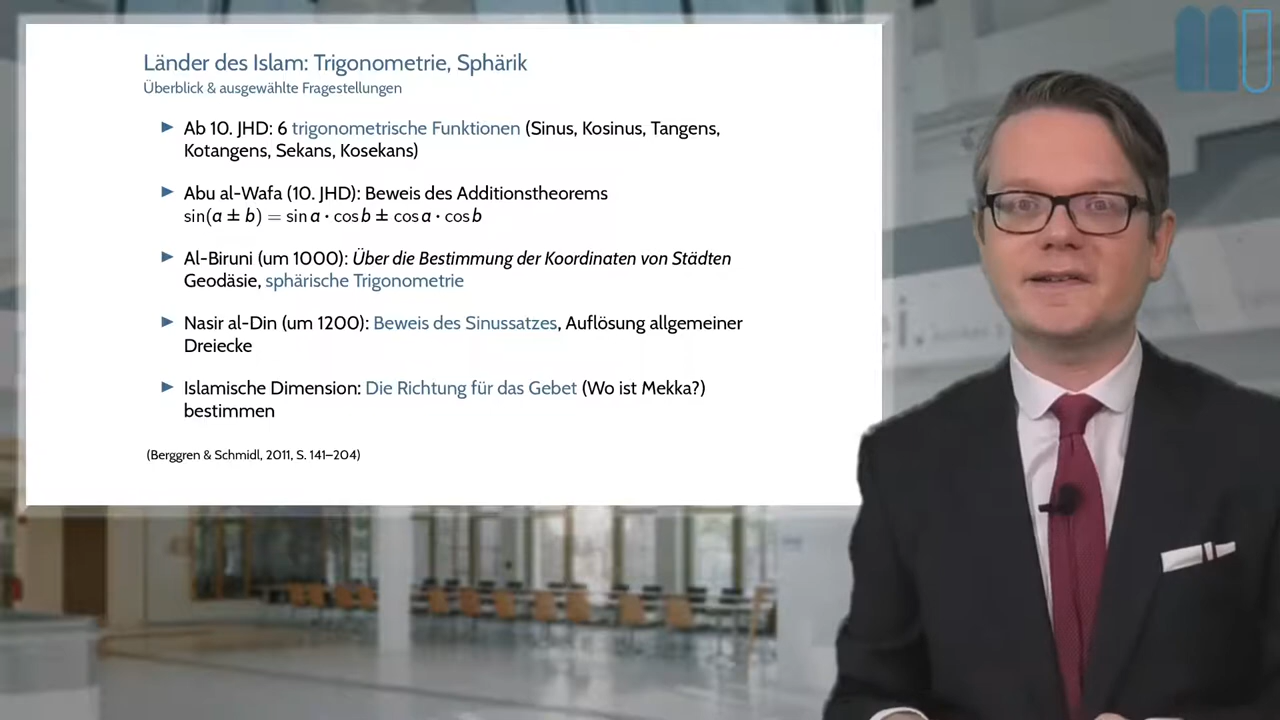 Länder des Islam: Trigonometrie, Sphärik
Überblick & ausgewählte Fragestellungen
► Ab 10. JHD: 6 trigonometrische Funktionen (Sinus, Kosinus, Tangens,
Kotangens, Sekans, Kosekans)
► Abu al-Wafa (10. JHD): Beweis des Additionstheorems
sin(a ± b) = sin a · cos b ± cos a · cos b
► Al-Biruni (um 1000): Über die Bestimmung der Koordinaten von Städten
Geodäsie, sphärische Trigonometrie
► Nasir al-Din (um 1200): Beweis des Sinussatzes, Auflösung allgemeiner
Dreiecke
► Islamische Dimension: Die Richtung für das Gebet (Wo ist Mekka?)
bestimmen
(Berggren & Schmidl, 2011, S. 141–204)